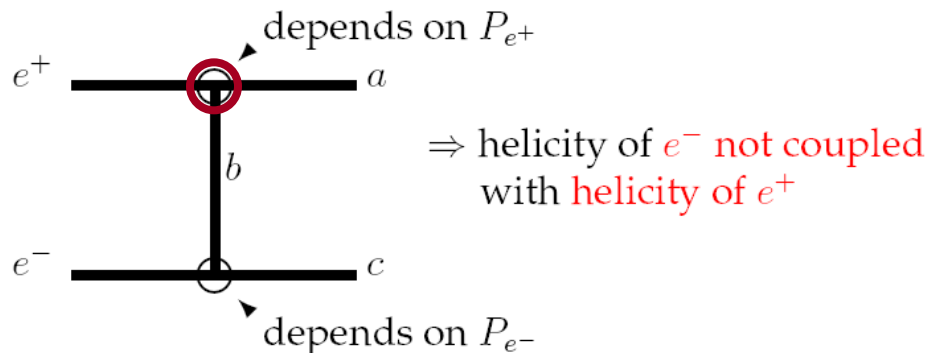 depends on $P_{e^+}$
$e^+$ $a$
⇒ helicity of $e^-$ not coupled
$b$
with helicity of $e^+$
$e^-$ $c$
depends on $P_{e^-}$